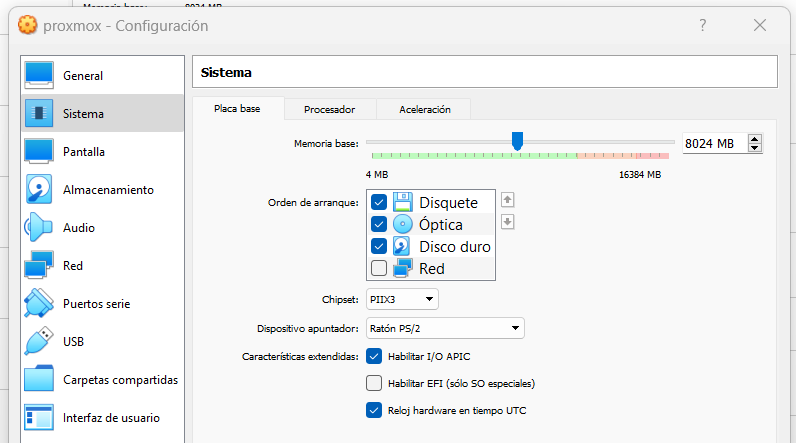 Memoria base: 8024 MB
proxmox - Configuración
?
General
Sistema
Pantalla
Almacenamiento
Audio
Red
Puertos serie
USB
Carpetas compartidas
Interfaz de usuario
Sistema
Placa base Procesador Aceleración
Memoria base: 8024 MB
4 MB 16384 MB
Orden de arranque: Disquete
Óptica
Disco duro
Red
Chipset: PIIX3
Dispositivo apuntador: Ratón PS/2
Características extendidas: Habilitar I/O APIC
Habilitar EFI (sólo SO especiales)
Reloj hardware en tiempo UTC